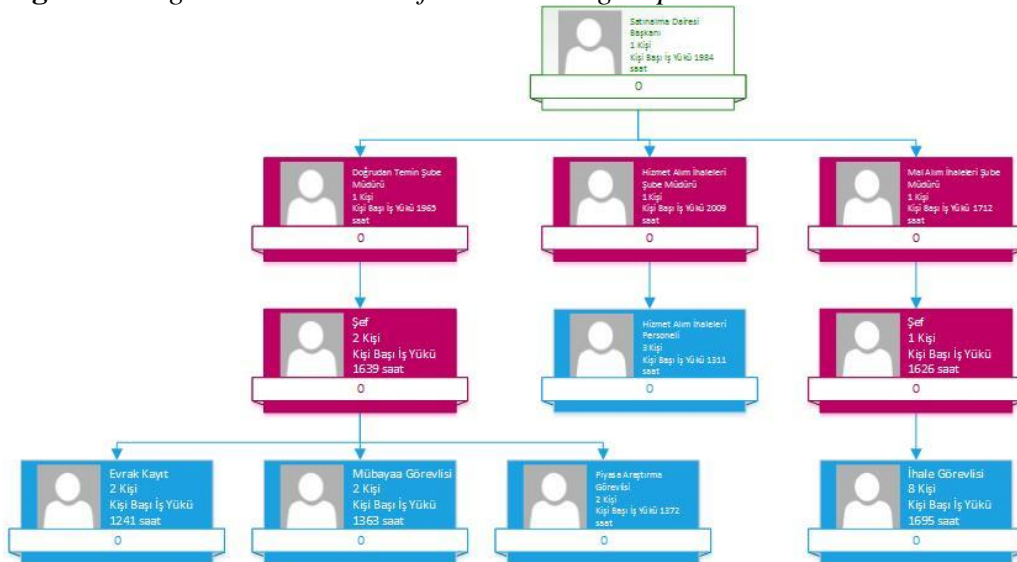 Satınalma Dairesi
Başkanı
1 Kişi
Kişi Başı İş Yükü 1984
saat
0
Doğrudan Temin Şube
Müdürü
1 Kişi
Kişi Başı İş Yükü 1965
saat
0
Hizmet Alım İhaleleri
Şube Müdürü
1 Kişi
Kişi Başı İş Yükü 2009
saat
0
Mal Alım İhaleleri Şube
Müdürü
1 Kişi
Kişi Başı İş Yükü 1712
saat
0
Şef
2 Kişi
Kişi Başı İş Yükü
1639 saat
0
Hizmet Alım İhaleleri
Personeli
3 Kişi
Kişi Başı İş Yükü 1311
saat
0
Şef
1 Kişi
Kişi Başı İş Yükü
1626 saat
0
Evrak Kayıt
2 Kişi
Kişi Başı İş Yükü
1241 saat
0
Mübayaa Görevlisi
2 Kişi
Kişi Başı İş Yükü
1363 saat
0
Piyasa Araştırma
Görevlisi
2 Kişi
Kişi Başı İş Yükü 1372
saat
0
İhale Görevlisi
8 Kişi
Kişi Başı İş Yükü
1695 saat
0